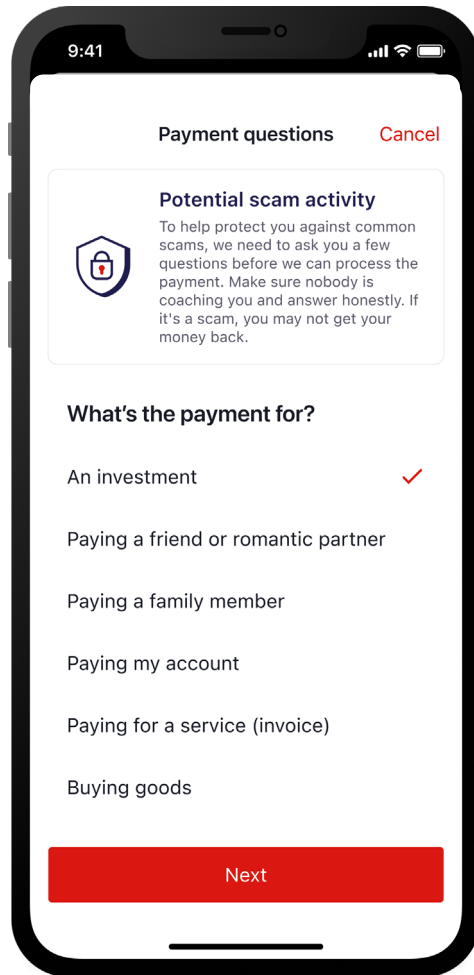 9:41
Payment questions
Cancel
Potential scam activity
To help protect you against common
scams, we need to ask you a few
questions before we can process the
payment. Make sure nobody is
coaching you and answer honestly. If
it's a scam, you may not get your
money back.
What's the payment for?
An investment
Paying a friend or romantic partner
Paying a family member
Paying my account
Paying for a service (invoice)
Buying goods
Next